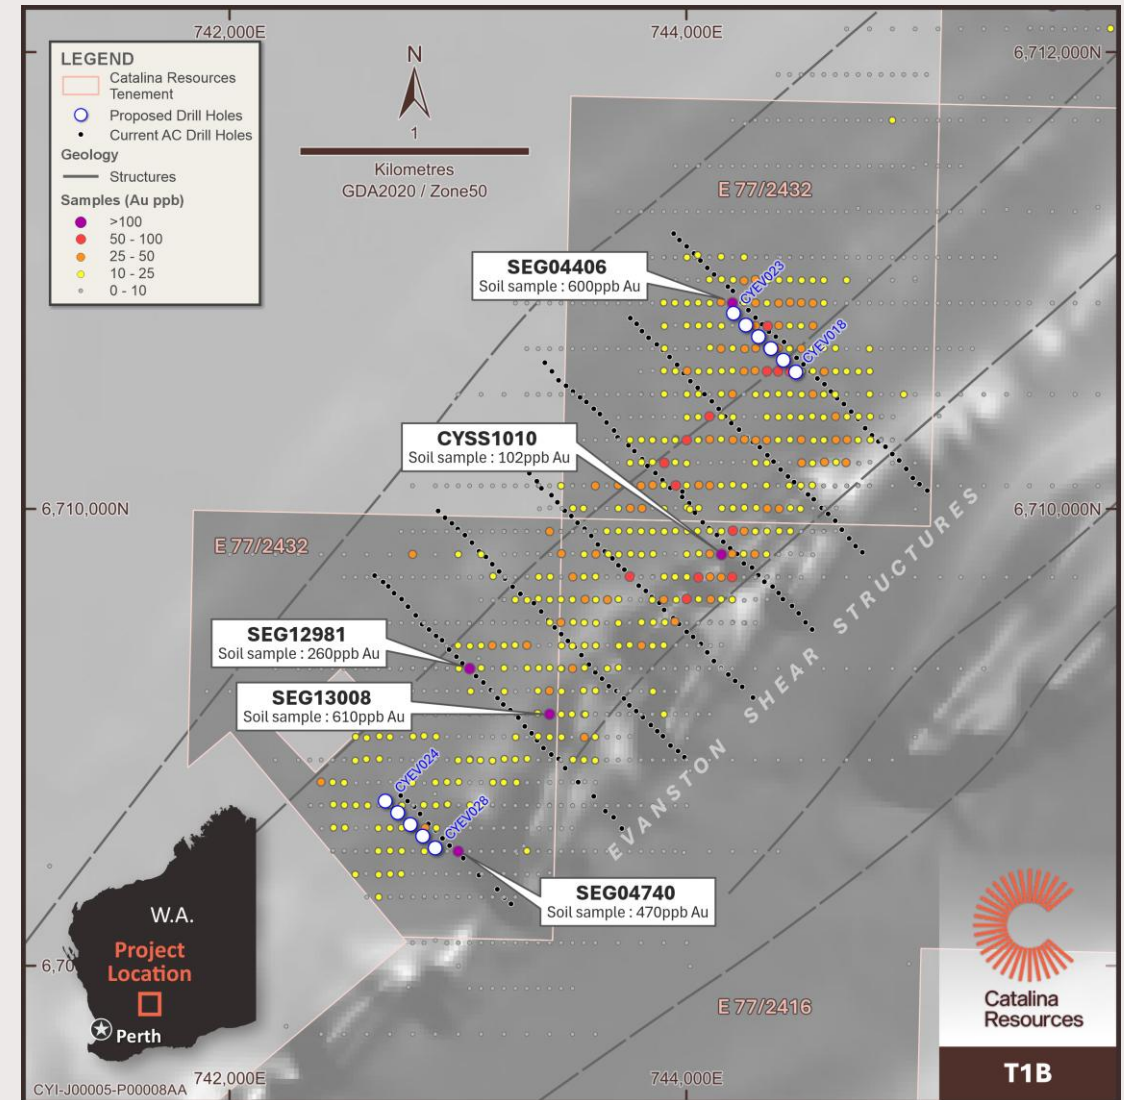 742,000E
744,000E
6,712,000N
LEGEND
Catalina Resources
Tenement
Proposed Drill Holes
Current AC Drill Holes
Geology
Structures
Samples (Au ppb)
>100
50 - 100
25 - 50
10 - 25
0 - 10
N
1
Kilometres
GDA2020 / Zone50
E 77/2432
SEG04406
Soil sample : 600ppb Au
CYEV023
CYEV018
CYSS1010
Soil sample : 102ppb Au
6,710,000N
6,710,000N
E 77/2432
EVANSTON SHEAR STRUCTURES
SEG12981
Soil sample : 260ppb Au
SEG13008
Soil sample : 610ppb Au
CYEV024
CYEV028
SEG04740
Soil sample : 470ppb Au
6,70
W.A.
Project
Location
Perth
E 77/2416
Catalina
Resources
T1B
742,000E
744,000E
CYI-J00005-P00008AA